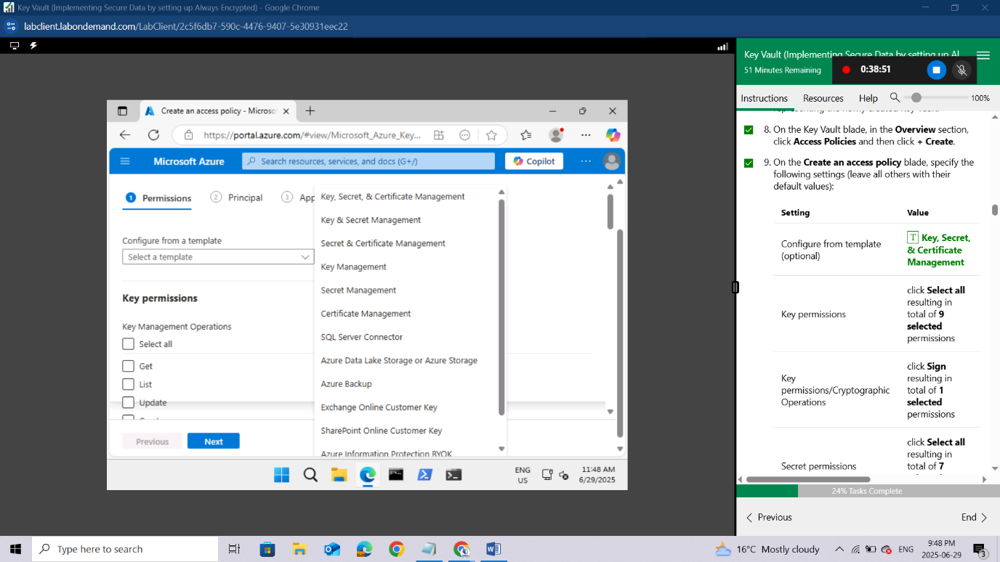 Key Vault (Implementing Secure Data by setting up Always Encrypted) - Google Chrome
labclient.labondemand.com/LabClient/2c5f6db7-590c-4476-9407-5e30931eec22
Create an access policy - Microso
https://portal.azure.com/#view/Microsoft_Azure_Key...
Microsoft Azure
Search resources, services, and docs (G+/)
Copilot
1 Permissions
2 Principal
3 App
Configure from a template
Select a template
Key permissions
Key Management Operations
Select all
Get
List
Update
Key, Secret, & Certificate Management
Key & Secret Management
Secret & Certificate Management
Key Management
Secret Management
Certificate Management
SQL Server Connector
Azure Data Lake Storage or Azure Storage
Azure Backup
Exchange Online Customer Key
SharePoint Online Customer Key
Azure Information Protection BYOK
Previous
Next
ENG
US
11:48 AM
6/29/2025
Key Vault (Implementing Secure Data by setting up Al
51 Minutes Remaining
0:38:51
Instructions
Resources
Help
100%
representing the newly created Key Vault.
8. On the Key Vault blade, in the Overview section,
click Access Policies and then click + Create.
9. On the Create an access policy blade, specify the
following settings (leave all others with their
default values):
Setting
Value
Configure from template
(optional)
T Key, Secret,
& Certificate
Management
Key permissions
click Select all
resulting in
total of 9
selected
permissions
Key
permissions/Cryptographic
Operations
click Sign
resulting in
total of 1
selected
permissions
Secret permissions
click Select all
resulting in
total of 7
24% Tasks Complete
Previous
End
Type here to search
16°C Mostly cloudy
ENG
9:48 PM
2025-06-29
3